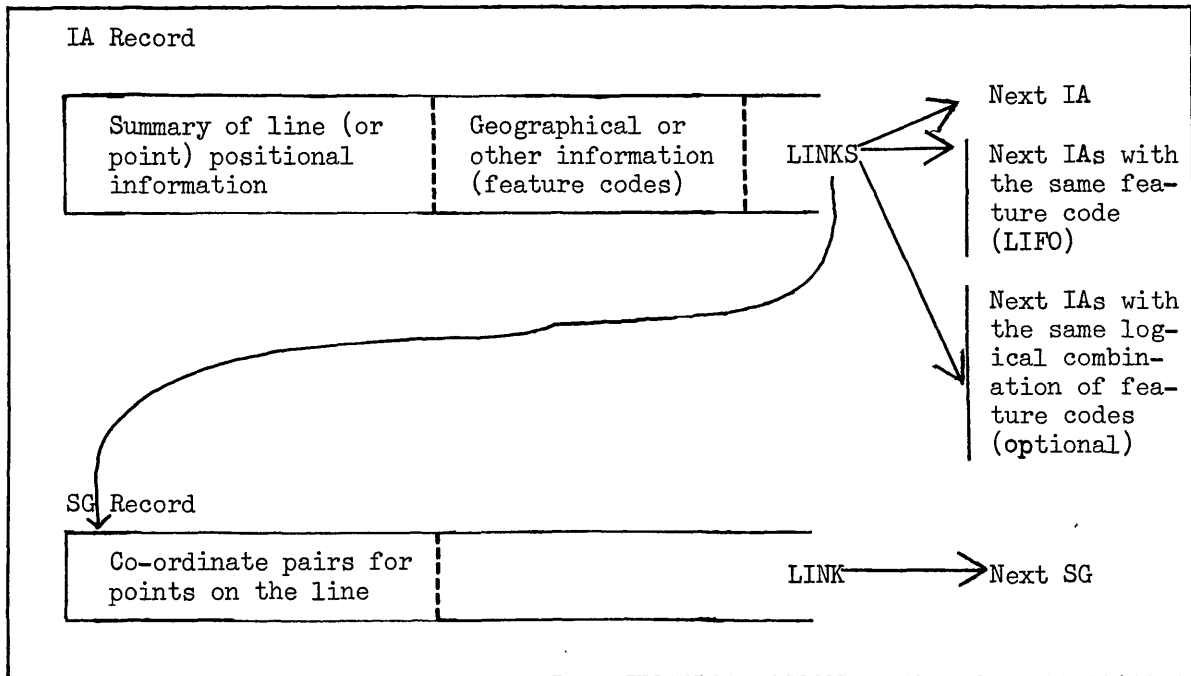 IA Record
Summary of line (or
point) positional
information
Geographical or
other information
(feature codes)
LINKS
Next IA
Next IAs with
the same fea-
ture code
(LIFO)
Next IAs with
the same log-
ical combin-
ation of fea-
ture codes
(optional)
SG Record
Co-ordinate pairs for
points on the line
LINK
Next SG